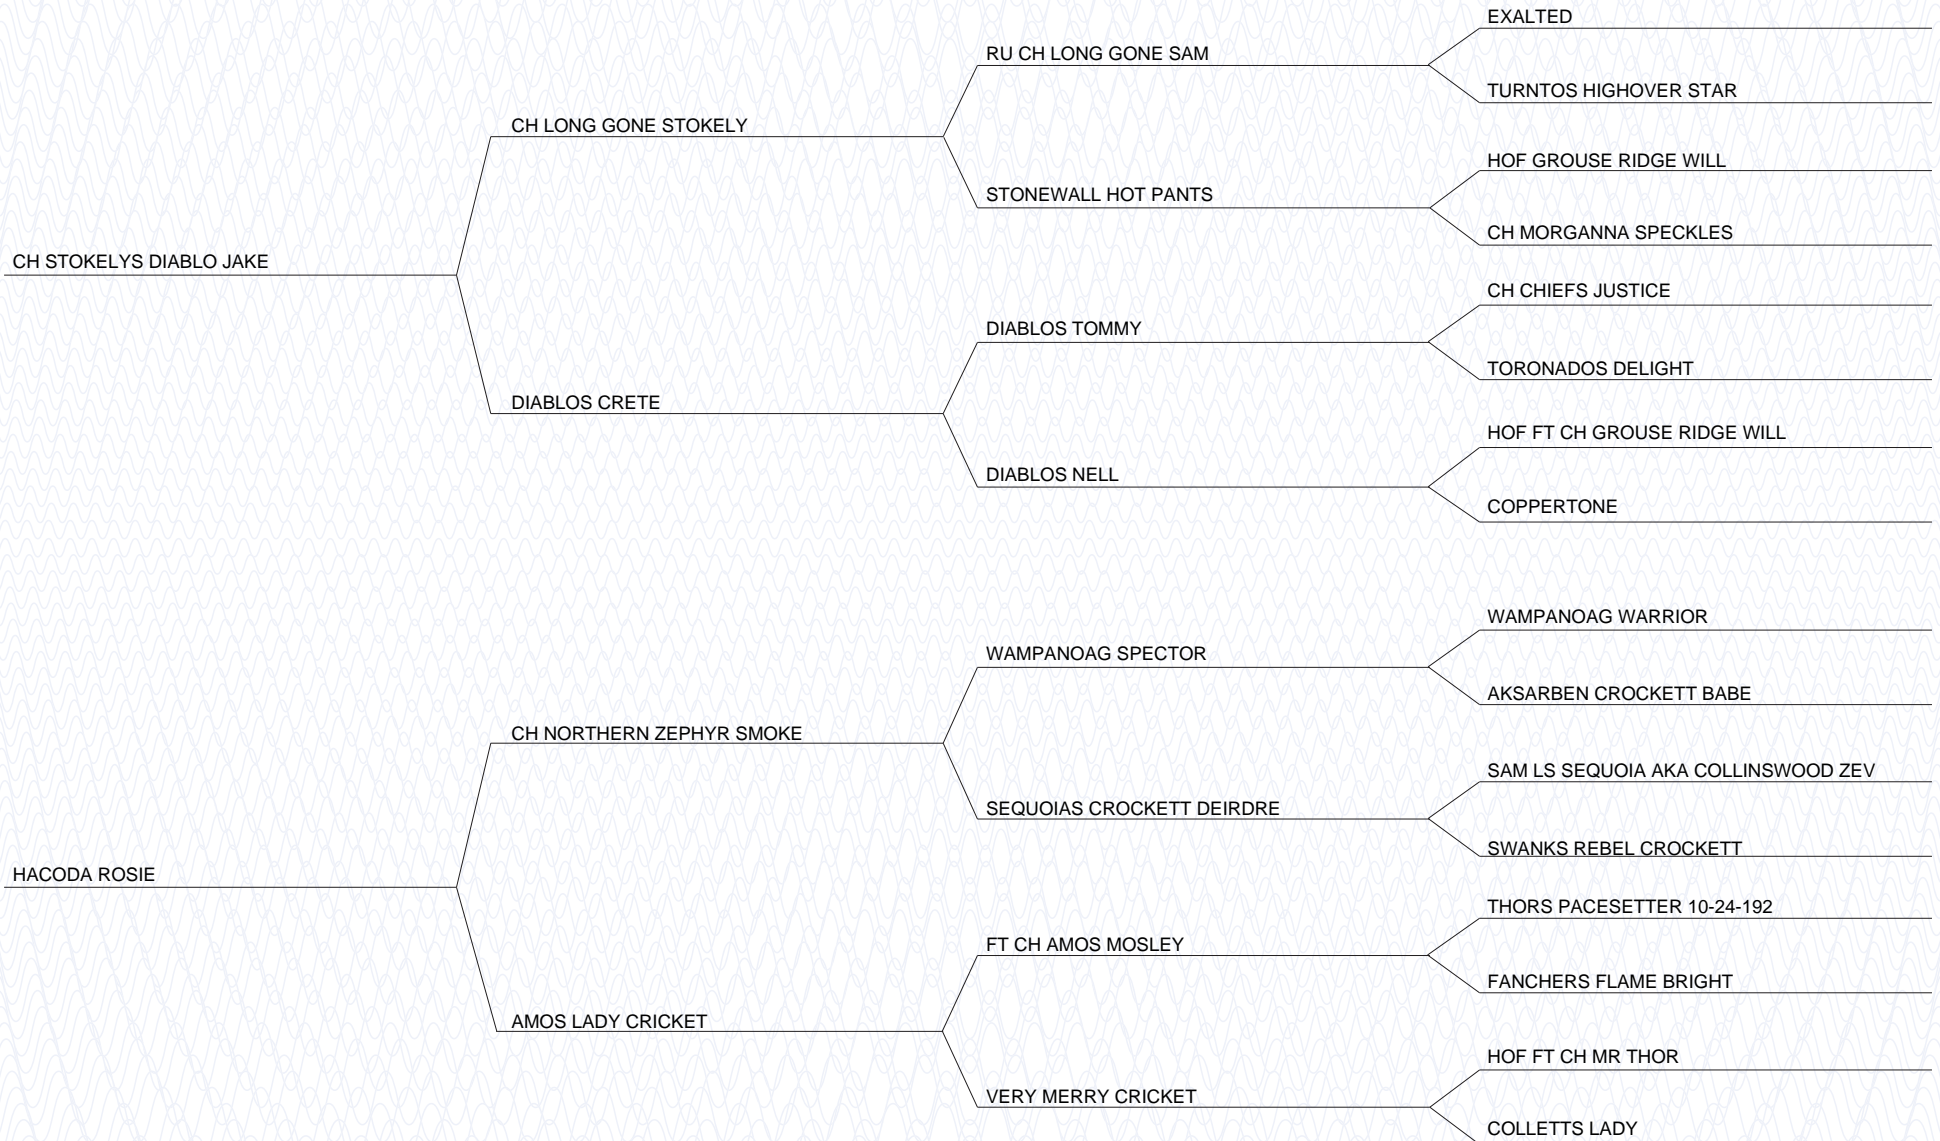 EXALTED
RU CH LONG GONE SAM
TURNTOS HIGHOVER STAR
CH LONG GONE STOKELY
HOF GROUSE RIDGE WILL
STONEWALL HOT PANTS
CH MORGANNA SPECKLES
CH STOKELYS DIABLO JAKE
CH CHIEFS JUSTICE
DIABLOS TOMMY
TORONADOS DELIGHT
DIABLOS CRETE
HOF FT CH GROUSE RIDGE WILL
DIABLOS NELL
COPPERTONE
WAMPANOAG WARRIOR
WAMPANOAG SPECTOR
AKSARBEN CROCKETT BABE
CH NORTHERN ZEPHYR SMOKE
SAM LS SEQUOIA AKA COLLINSWOOD ZEV
SEQUOIAS CROCKETT DEIRDRE
SWANKS REBEL CROCKETT
HACODA ROSIE
THORS PACESETTER 10-24-192
FT CH AMOS MOSLEY
FANCHERS FLAME BRIGHT
AMOS LADY CRICKET
HOF FT CH MR THOR
VERY MERRY CRICKET
COLLETTS LADY